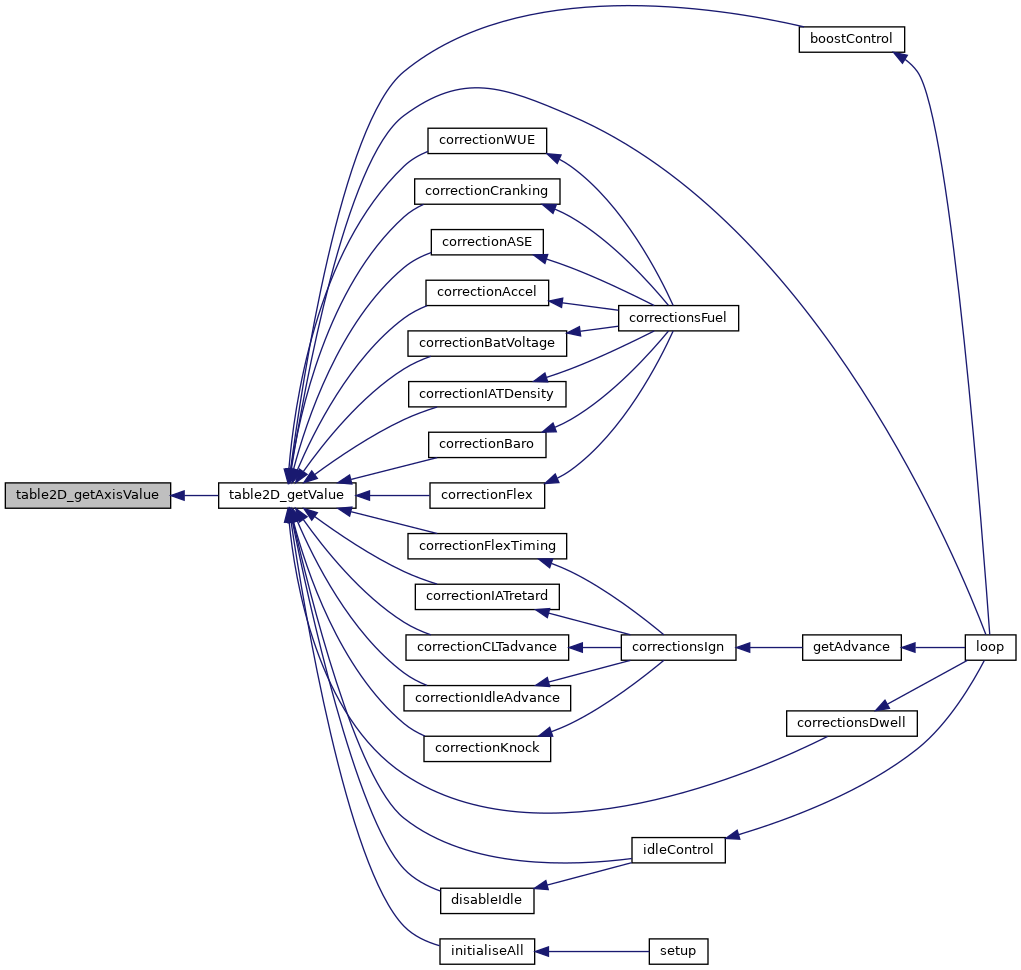 boostControl
correctionWUE
correctionCranking
correctionASE
correctionAccel
correctionsFuel
correctionBatVoltage
correctionIATDensity
correctionBaro
table2D_getAxisValue
table2D_getValue
correctionFlex
correctionFlexTiming
correctionIATretard
correctionCLTadvance
correctionsIgn
getAdvance
loop
correctionIdleAdvance
correctionsDwell
correctionKnock
idleControl
disableIdle
initialiseAll
setup